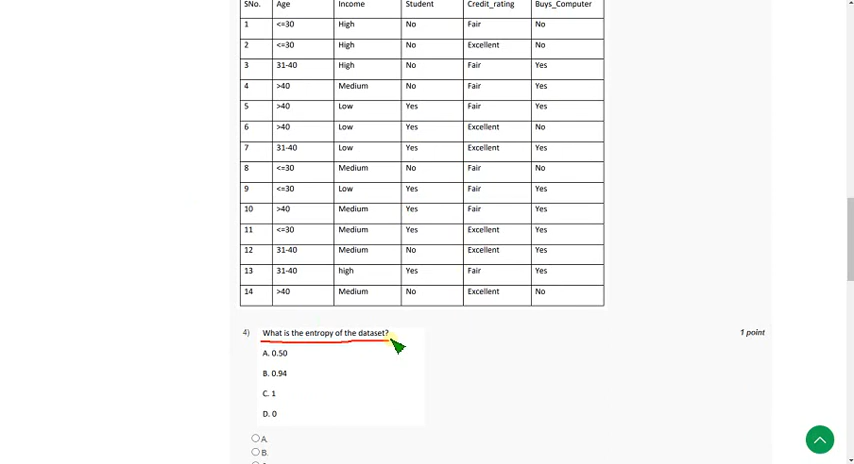 SNo. Age Income Student Credit_rating Buys_Computer
1 <=30 High No Fair No
2 <=30 High No Excellent No
3 31-40 High No Fair Yes
4 >40 Medium No Fair Yes
5 >40 Low Yes Fair Yes
6 >40 Low Yes Excellent No
7 31-40 Low Yes Excellent Yes
8 <=30 Medium No Fair No
9 <=30 Low Yes Fair Yes
10 >40 Medium Yes Fair Yes
11 <=30 Medium Yes Excellent Yes
12 31-40 Medium No Excellent Yes
13 31-40 high Yes Fair Yes
14 >40 Medium No Excellent No
4) What is the entropy of the dataset? 1 point
A. 0.50
B. 0.94
C. 1
D. 0
A.
B.